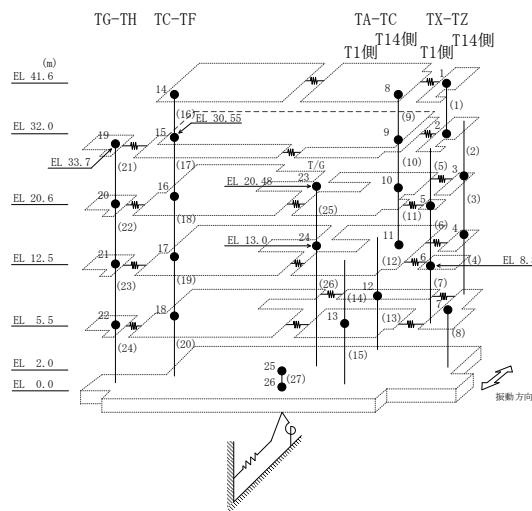 TG-TH TC-TF TA-TC TX-TZ
T14側 T14側
T1側 T1側
(m)
EL 41.6
14 8 1
(16) EL 30.55 (9) (1)
EL 32.0
19 15 9 2
(2)
EL 33.7 (21) (17) (10)
T/G (5) 3
EL 20.48 23 10
EL 20.6
20 16 5 (3)
(22) (18) (25) (11)
24 (6) 4
EL 13.0 11
EL 12.5
21 17 6 (4) EL 8.
(23) (19) (12)
(26) (14) 12 (7)
EL 5.5
22 18 13 (13) 7
(24) (20) (15) (8)
EL 2.0
25
EL 0.0
26 (27)
振動方向